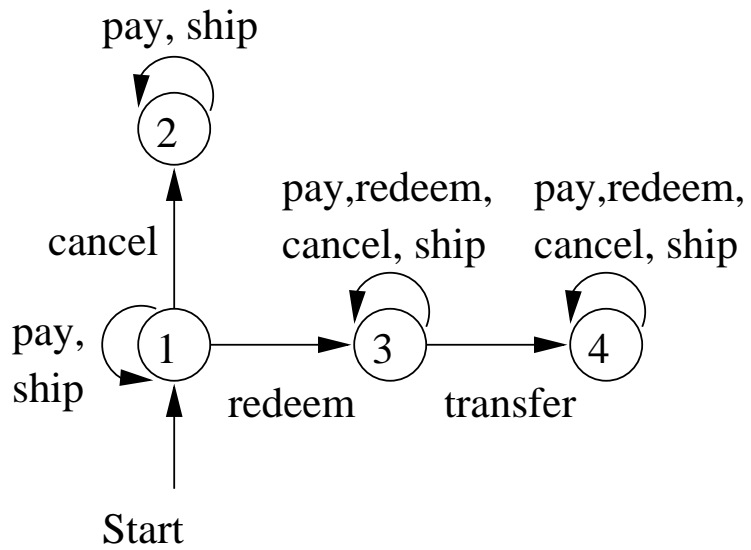 pay, ship
2
pay,redeem,
cancel, ship
pay,redeem,
cancel, ship
cancel
pay,
ship
1
3
4
redeem
transfer
Start